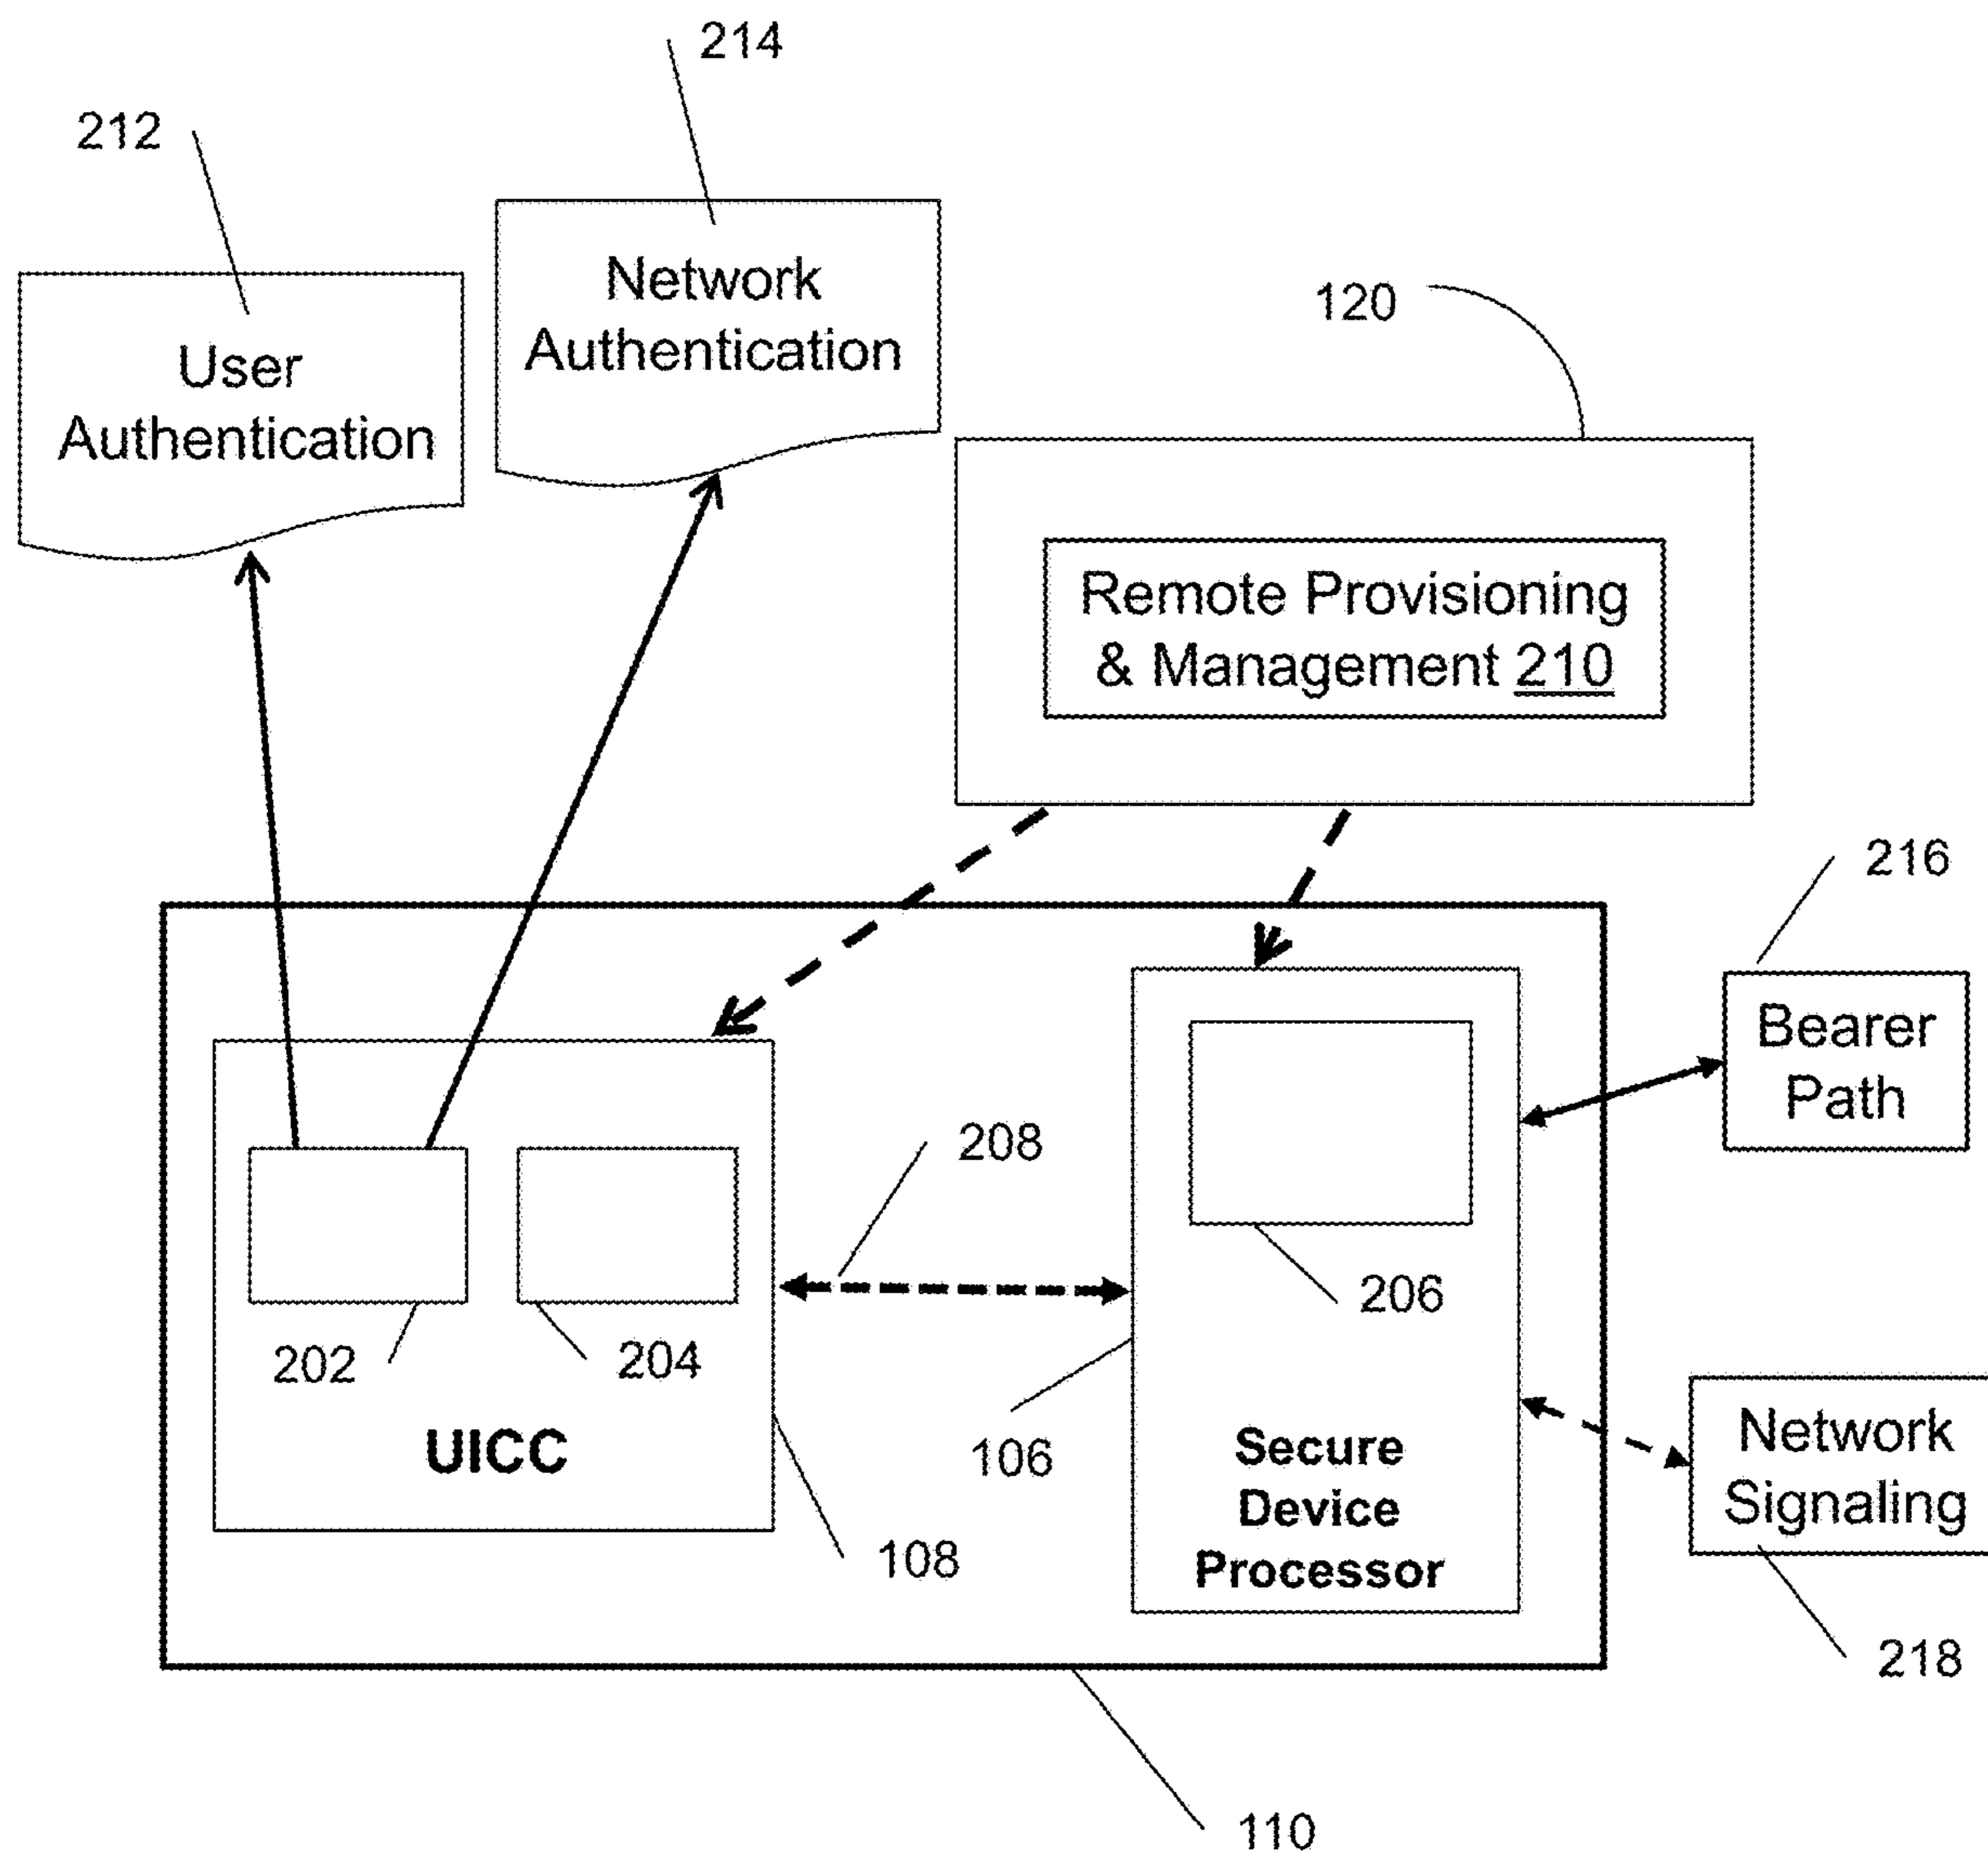 214
212
Network
Authentication
120
User
Authentication
Remote Provisioning
& Management 210
216
Bearer
Path
208
206
202
204
UICC
106
Secure
Device
Processor
Network
Signaling
108
218
110